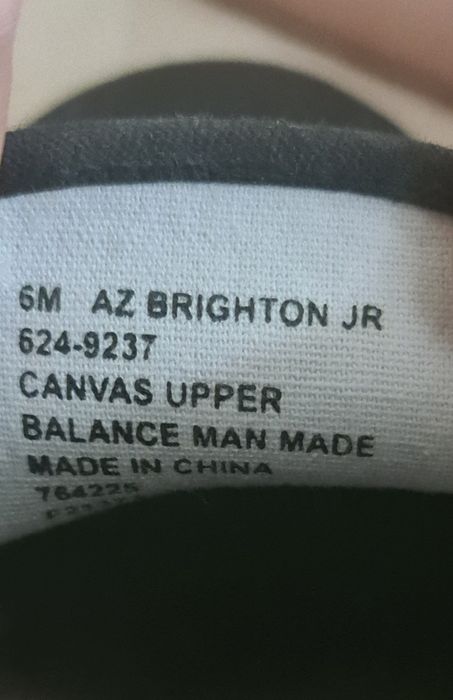 6M AZ BRIGHTON JR
624-9237
CANVAS UPPER
BALANCE MAN MADE
MADE IN CHINA
764225